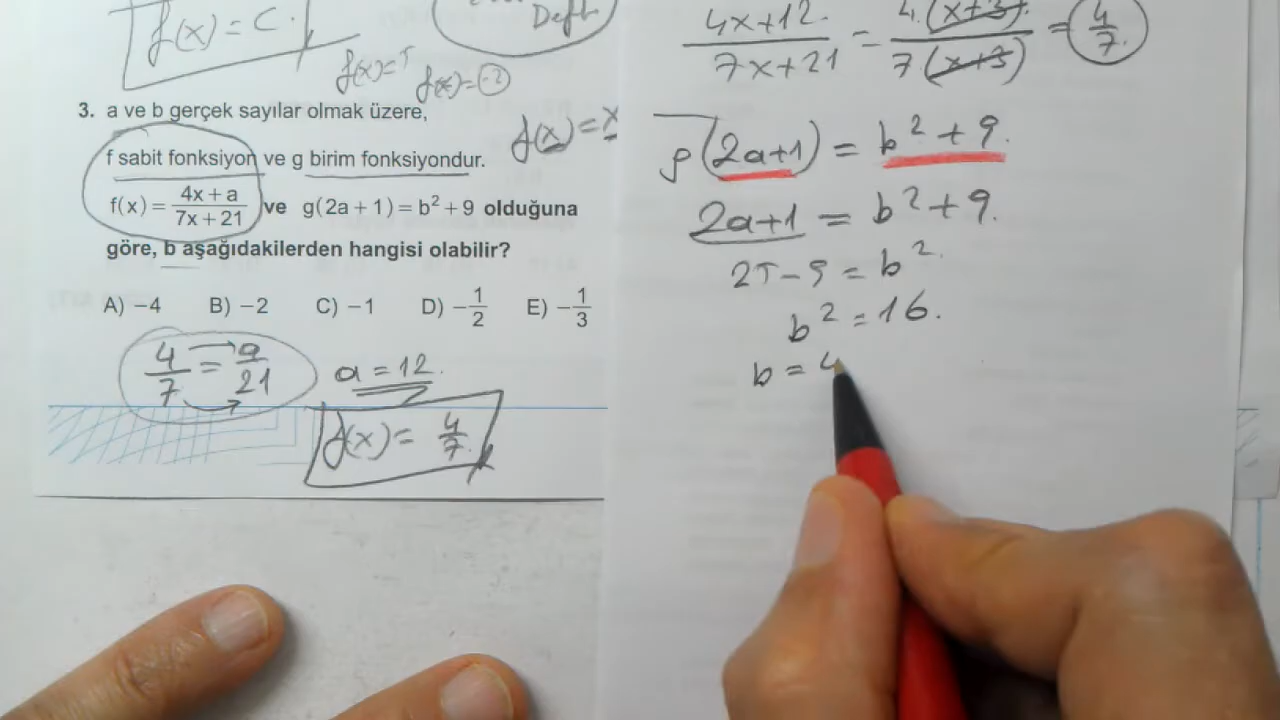 f(x) = C.
Deft
f(x)=5
f(x)=-2
3. a ve b gerçek sayılar olmak üzere,
f(x)=x
f sabit fonksiyon ve g birim fonksiyondur.
f(x) = (4x + a)/(7x + 21) ve g(2a + 1) = b² + 9 olduğuna
göre, b aşağıdakilerden hangisi olabilir?
A) −4 B) −2 C) −1 D) −1/2 E) −1/3
4/7 = a/21
a = 12
f(x) = 4/7.
(4x+12)/(7x+21) = 4.(x+3)/7(x+3) = 4/7.
g(2a+1) = b²+9.
2a+1 = b²+9.
25-9 = b².
b² = 16.
b = 4